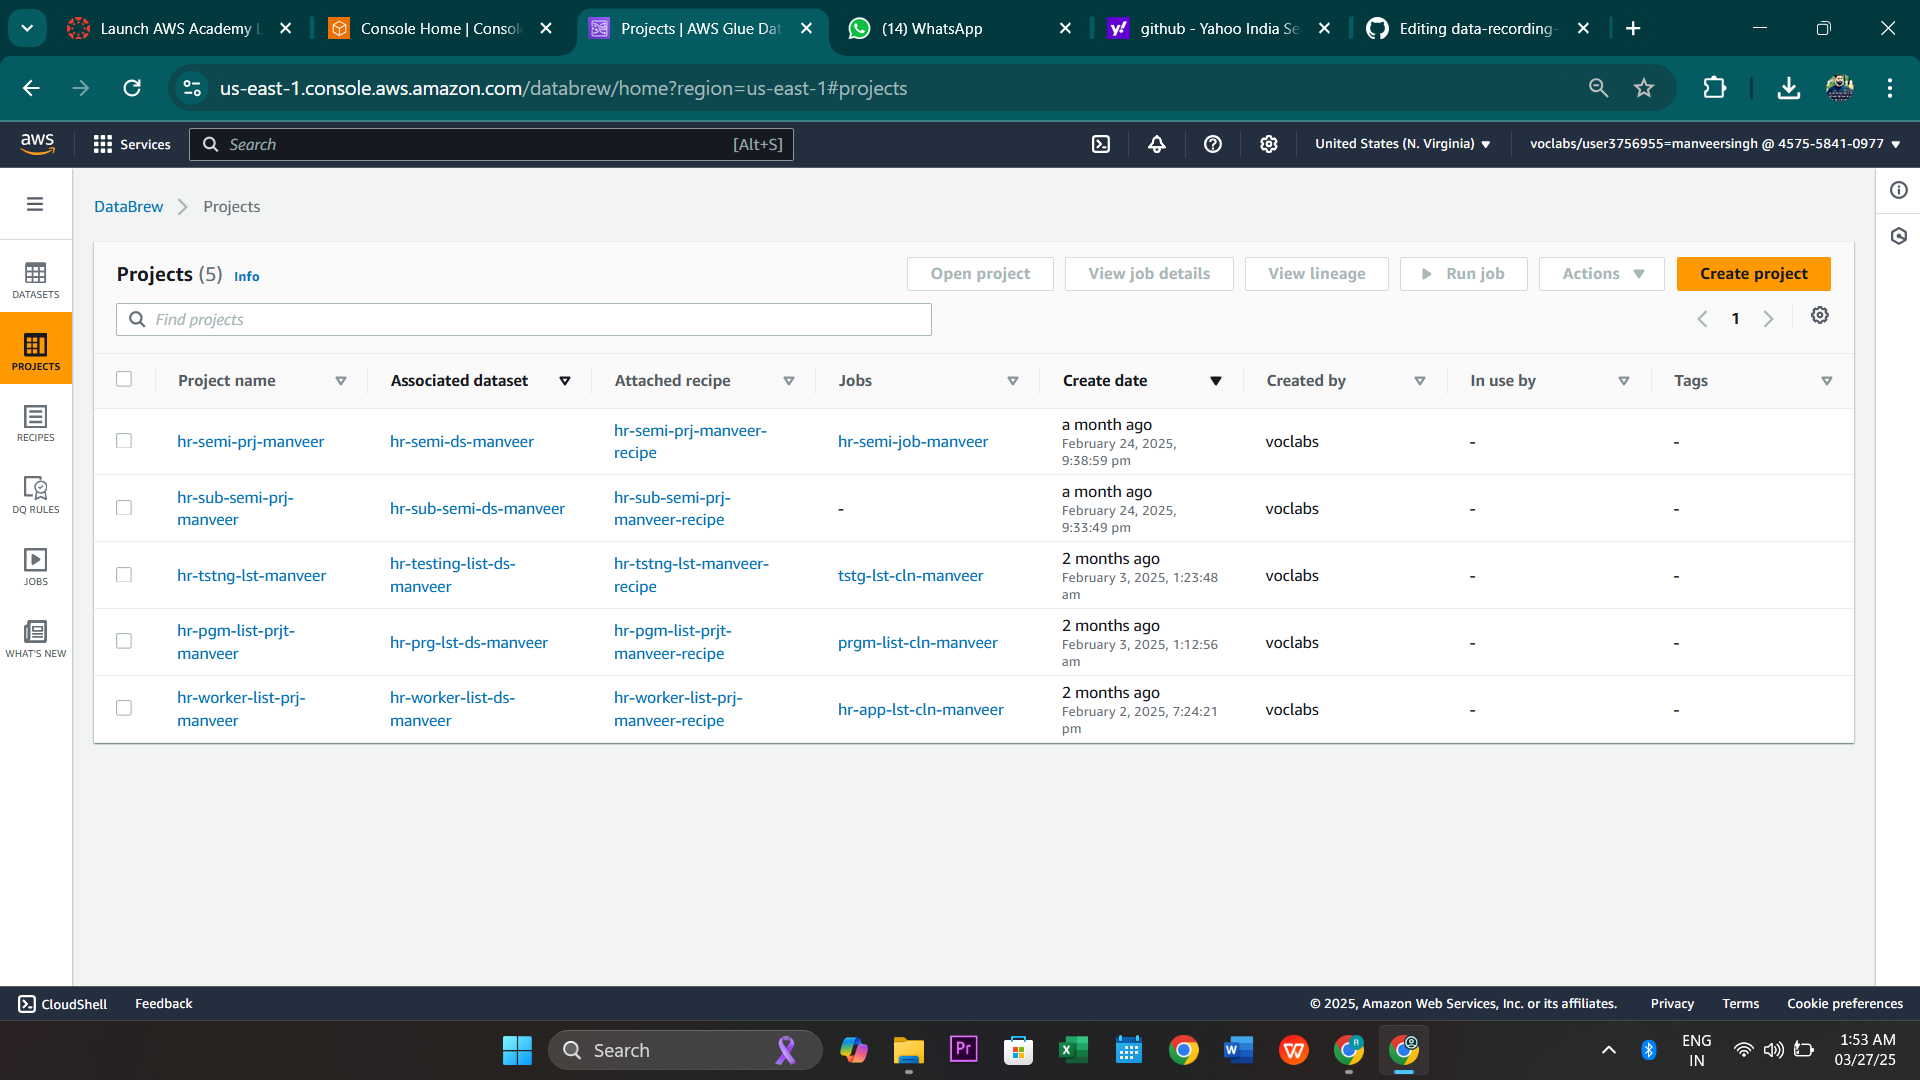 Launch AWS Academy L
Console Home | Consol
Projects | AWS Glue Dat
(14) WhatsApp
github - Yahoo India Se
Editing data-recording-
us-east-1.console.aws.amazon.com/databrew/home?region=us-east-1#projects
aws
Services
Search
[Alt+S]
United States (N. Virginia)
voclabs/user3756955=manveersingh @ 4575-5841-0977
DataBrew
Projects
DATASETS
PROJECTS
RECIPES
DQ RULES
JOBS
WHAT'S NEW
Projects (5) Info
Open project
View job details
View lineage
Run job
Actions
Create project
Find projects
1
Project name
Associated dataset
Attached recipe
Jobs
Create date
Created by
In use by
Tags
hr-semi-prj-manveer
hr-semi-ds-manveer
hr-semi-prj-manveer-
recipe
hr-semi-job-manveer
a month ago
February 24, 2025,
9:38:59 pm
voclabs
-
-
hr-sub-semi-prj-
manveer
hr-sub-semi-ds-manveer
hr-sub-semi-prj-
manveer-recipe
-
a month ago
February 24, 2025,
9:33:49 pm
voclabs
-
-
hr-tstng-lst-manveer
hr-testing-list-ds-
manveer
hr-tstng-lst-manveer-
recipe
tstg-lst-cln-manveer
2 months ago
February 3, 2025, 1:23:48
am
voclabs
-
-
hr-pgm-list-prjt-
manveer
hr-prg-lst-ds-manveer
hr-pgm-list-prjt-
manveer-recipe
prgm-list-cln-manveer
2 months ago
February 3, 2025, 1:12:56
am
voclabs
-
-
hr-worker-list-prj-
manveer
hr-worker-list-ds-
manveer
hr-worker-list-prj-
manveer-recipe
hr-app-lst-cln-manveer
2 months ago
February 2, 2025, 7:24:21
pm
voclabs
-
-
CloudShell
Feedback
© 2025, Amazon Web Services, Inc. or its affiliates.
Privacy
Terms
Cookie preferences
Search
Pr
ENG
IN
1:53 AM
03/27/25